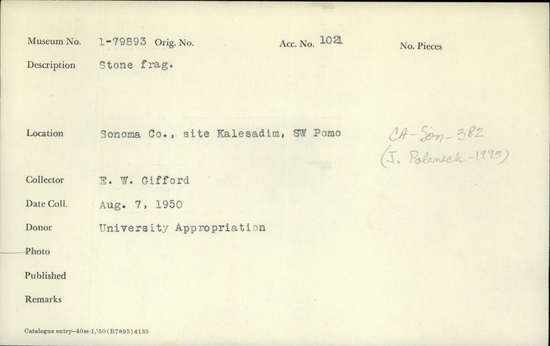 Museum No. 1-79893 Orig. No. Acc. No. 1021 No. Pieces
Description Stone frag.
Location Sonoma Co., site Kalesadim, SW Pomo
CA-Son-382
(J. -1995)
Collector E. W. Gifford
Date Coll. Aug. 7, 1950
Donor University Appropriation
Photo
Published
Remarks
Catalogue entry—40m-1,'50(B7895)4135